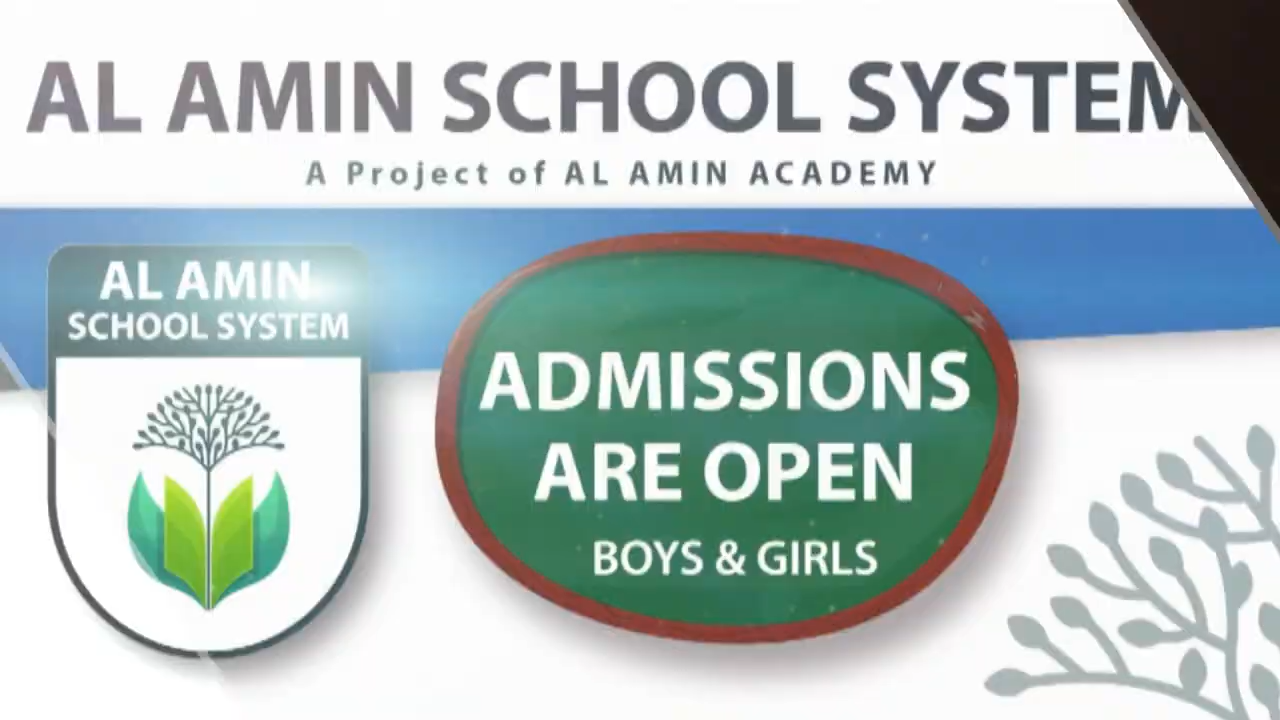 AL AMIN SCHOOL SYSTEM
A Project of AL AMIN ACADEMY
AL AMIN
SCHOOL SYSTEM
ADMISSIONS
ARE OPEN
BOYS & GIRLS